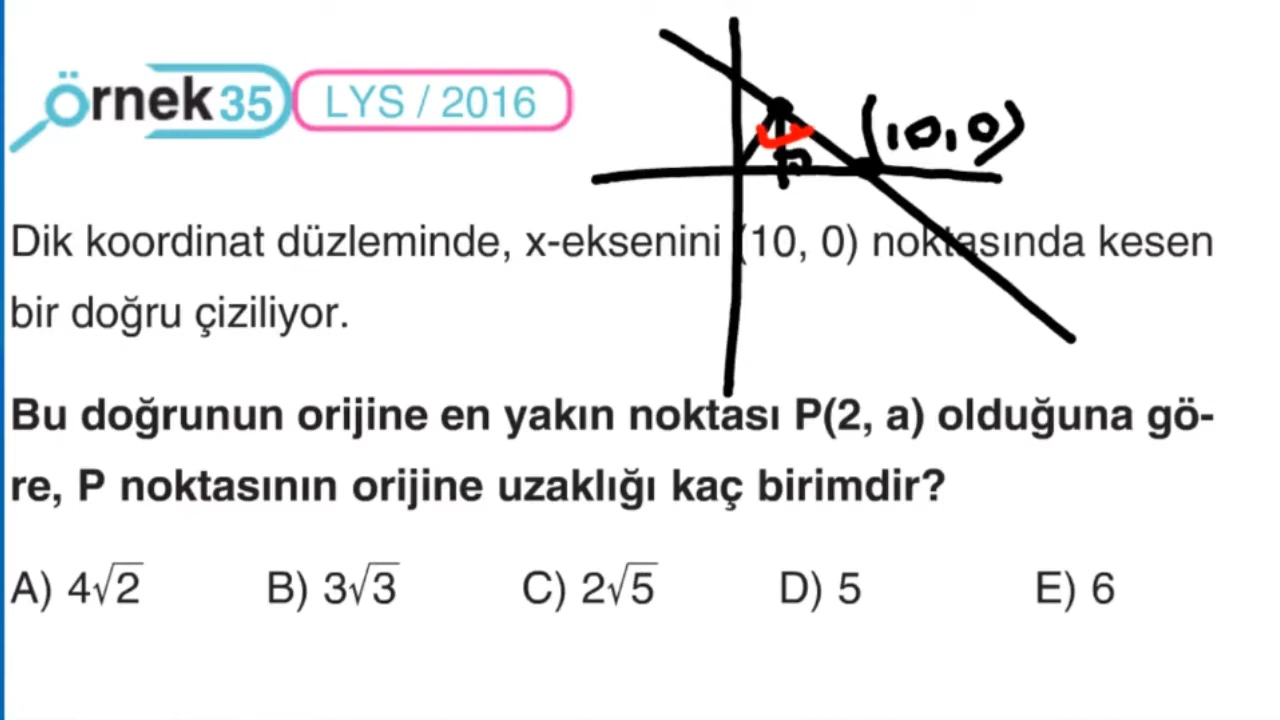 örnek 35 LYS / 2016
(10,0)
Dik koordinat düzleminde, x-eksenini (10, 0) noktasında kesen
bir doğru çiziliyor.
Bu doğrunun orijine en yakın noktası P(2, a) olduğuna gö-
re, P noktasının orijine uzaklığı kaç birimdir?
A) 4√2 B) 3√3 C) 2√5 D) 5 E) 6